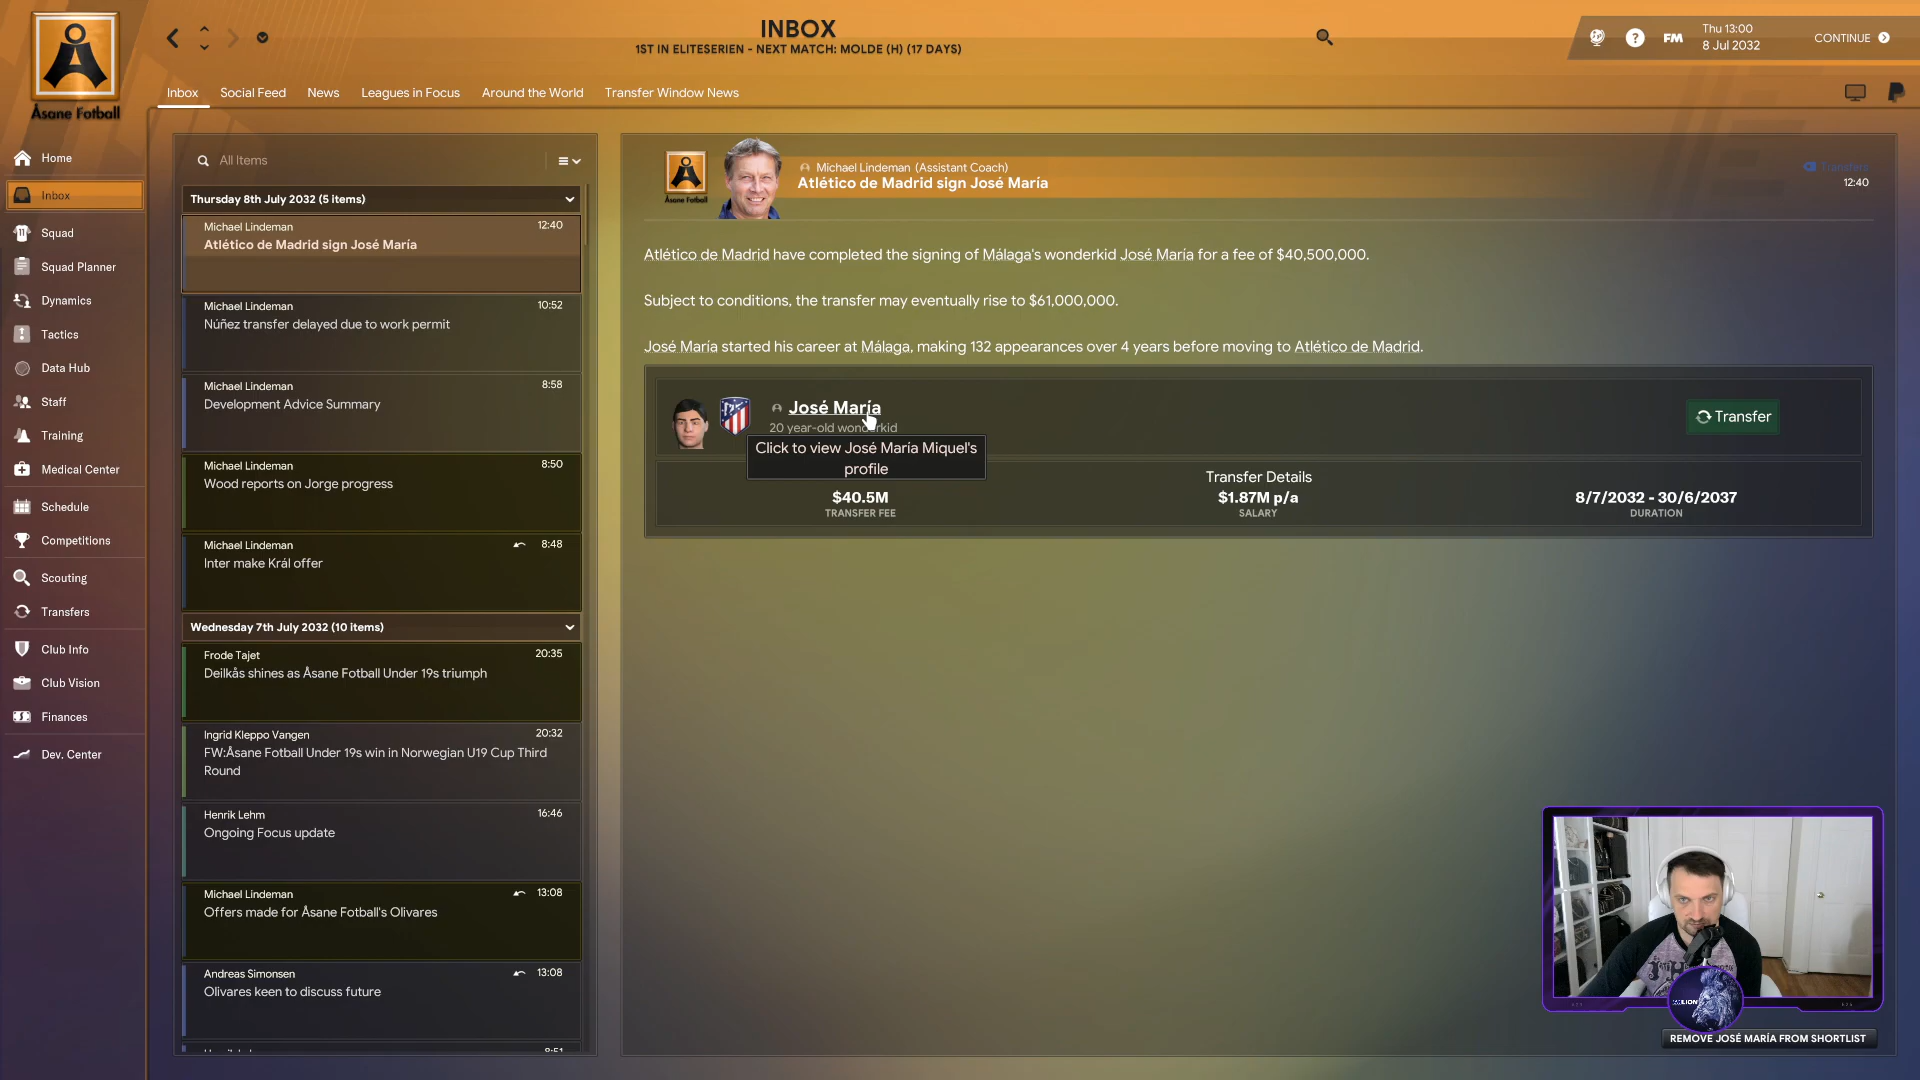 INBOX
1ST IN ELITESERIEN - NEXT MATCH: MOLDE (H) (17 DAYS)
FM
Thu 13:00
8 Jul 2032
CONTINUE
Åsane Fotball
Inbox
Social Feed
News
Leagues in Focus
Around the World
Transfer Window News
Home
Inbox
Squad
Squad Planner
Dynamics
Tactics
Data Hub
Staff
Training
Medical Center
Schedule
Competitions
Scouting
Transfers
Club Info
Club Vision
Finances
Dev. Center
All Items
Thursday 8th July 2032 (5 items)
Michael Lindeman 12:40
Atlético de Madrid sign José María
Michael Lindeman 10:52
Núñez transfer delayed due to work permit
Michael Lindeman 8:58
Development Advice Summary
Michael Lindeman 8:50
Wood reports on Jorge progress
Michael Lindeman 8:48
Inter make Král offer
Wednesday 7th July 2032 (10 items)
Frode Tajet 20:35
Deilkås shines as Åsane Fotball Under 19s triumph
Ingrid Kleppo Vangen 20:32
FW:Åsane Fotball Under 19s win in Norwegian U19 Cup Third
Round
Henrik Lehm 16:46
Ongoing Focus update
Michael Lindeman 13:08
Offers made for Åsane Fotball's Olivares
Andreas Simonsen 13:08
Olivares keen to discuss future
8:51
Åsane Fotball
Michael Lindeman (Assistant Coach)
Atlético de Madrid sign José María
Transfers
12:40
Atlético de Madrid have completed the signing of Málaga's wonderkid José María for a fee of $40,500,000.
Subject to conditions, the transfer may eventually rise to $61,000,000.
José María started his career at Málaga, making 132 appearances over 4 years before moving to Atlético de Madrid.
José María
20 year-old wonderkid
Transfer
Click to view José María Miquel's
profile
Transfer Details
$40.5M
TRANSFER FEE
$1.87M p/a
SALARY
8/7/2032 - 30/6/2037
DURATION
REMOVE JOSÉ MARÍA FROM SHORTLIST